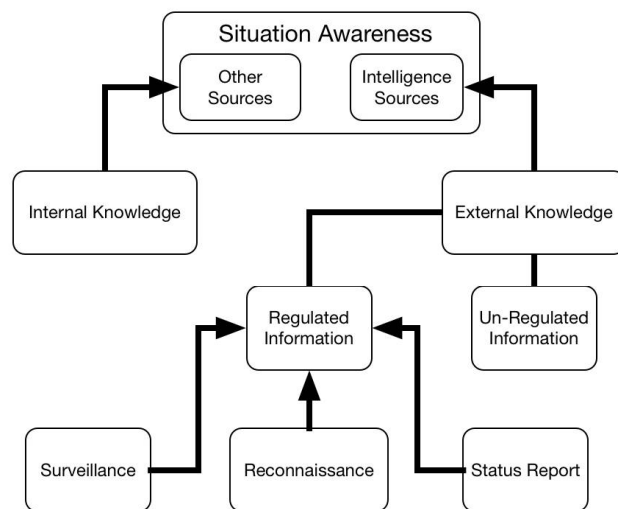 Situation Awareness
Other
Sources
Intelligence
Sources
Internal Knowledge
External Knowledge
Regulated
Information
Un-Regulated
Information
Surveillance
Reconnaissance
Status Report